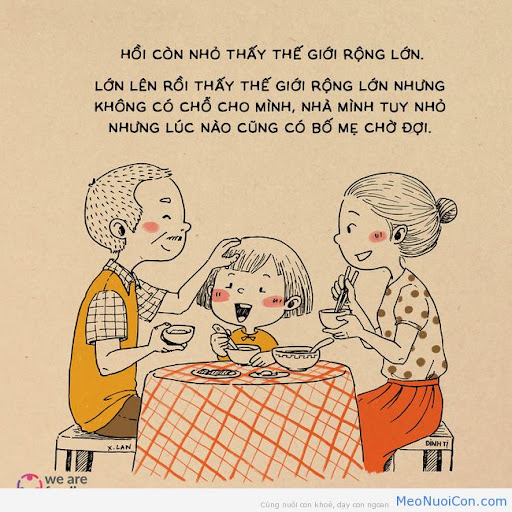 HỒI CÒN NHỎ THẤY THẾ GIỚI RỘNG LỚN.
LỚN LÊN RỒI THẤY THẾ GIỚI RỘNG LỚN NHƯNG
KHÔNG CÓ CHỖ CHO MÌNH, NHÀ MÌNH TUY NHỎ
NHƯNG LÚC NÀO CŨNG CÓ BỐ MẸ CHỜ ĐỢI.
X.LAN
ĐINH TỊ
we are
Cùng nuôi con khoẻ, dạy con ngoan
MeoNuoiCon.com